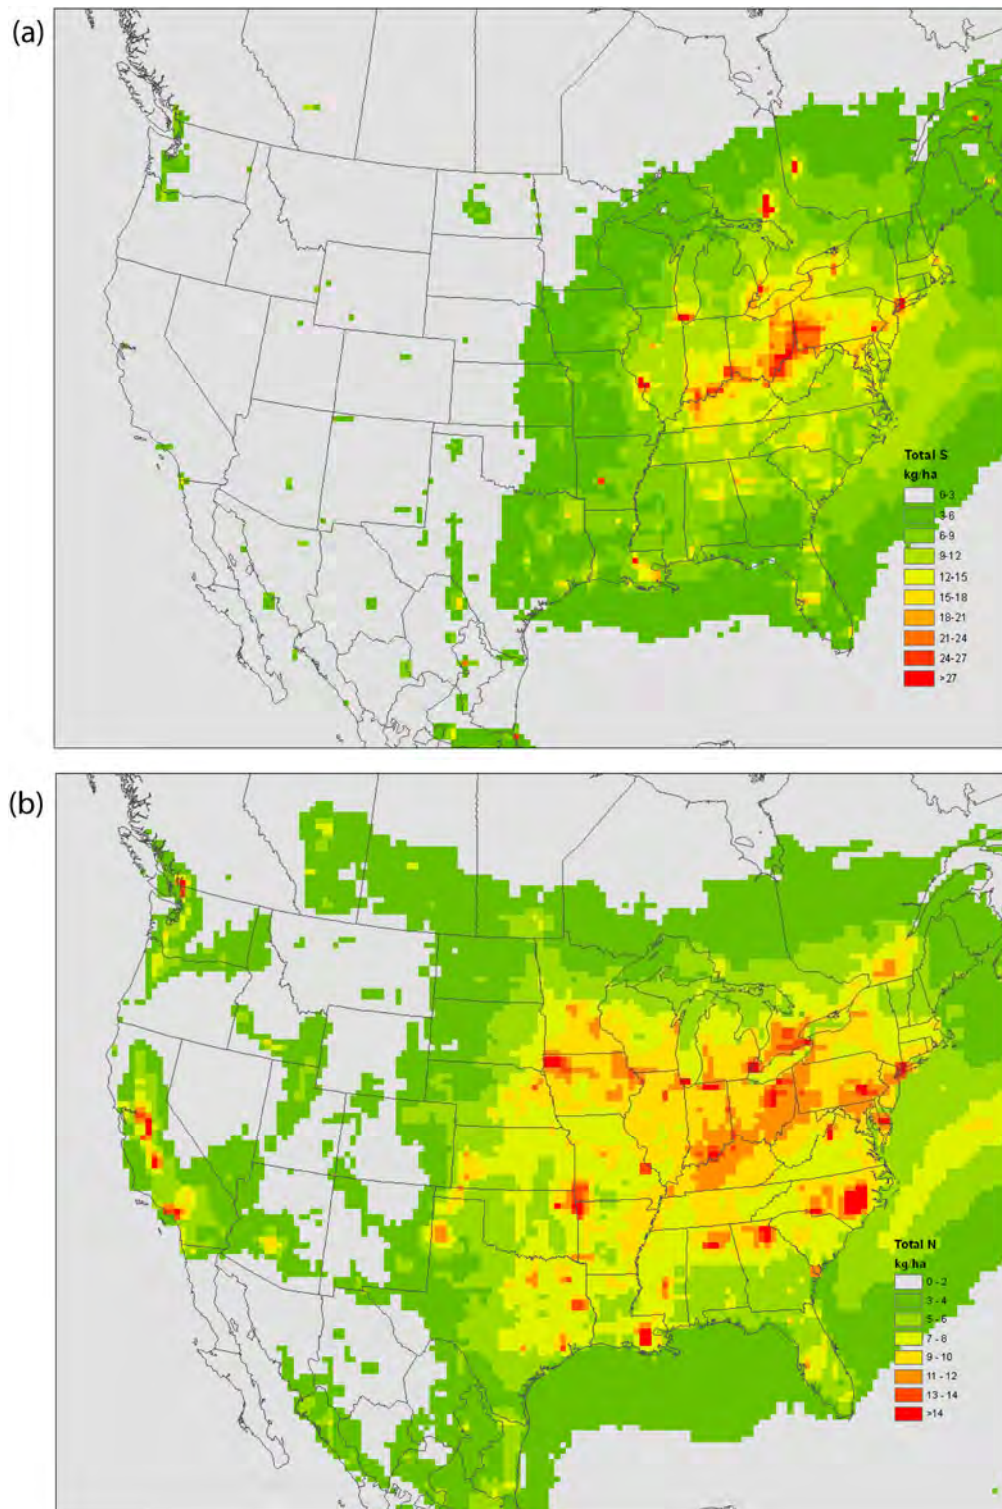 (a)
Total S
kg/ha
0-3
3-6
6-9
9-12
12-15
15-18
18-21
21-24
24-27
>27
(b)
Total N
kg/ha
0 - 2
3 - 4
5 - 6
7 - 8
9 - 10
11 - 12
13 - 14
>14